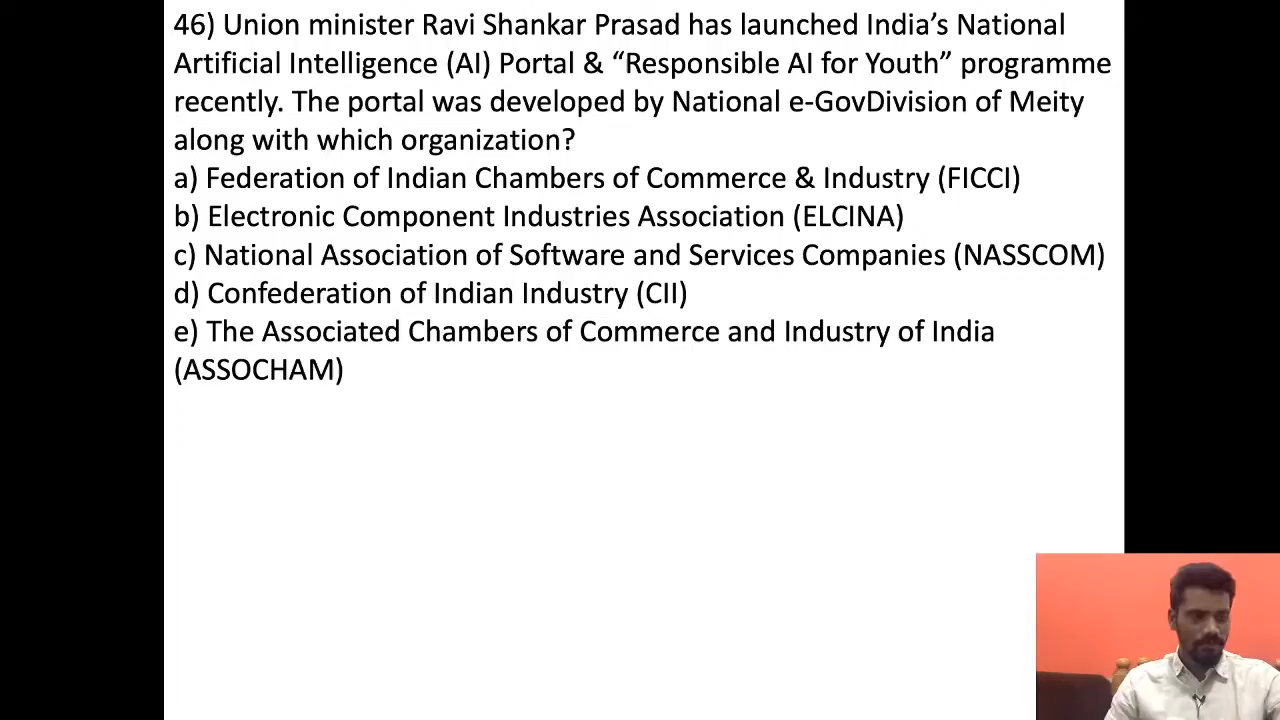 46) Union minister Ravi Shankar Prasad has launched India’s National
Artificial Intelligence (AI) Portal & “Responsible AI for Youth” programme
recently. The portal was developed by National e-GovDivision of Meity
along with which organization?
a) Federation of Indian Chambers of Commerce & Industry (FICCI)
b) Electronic Component Industries Association (ELCINA)
c) National Association of Software and Services Companies (NASSCOM)
d) Confederation of Indian Industry (CII)
e) The Associated Chambers of Commerce and Industry of India
(ASSOCHAM)